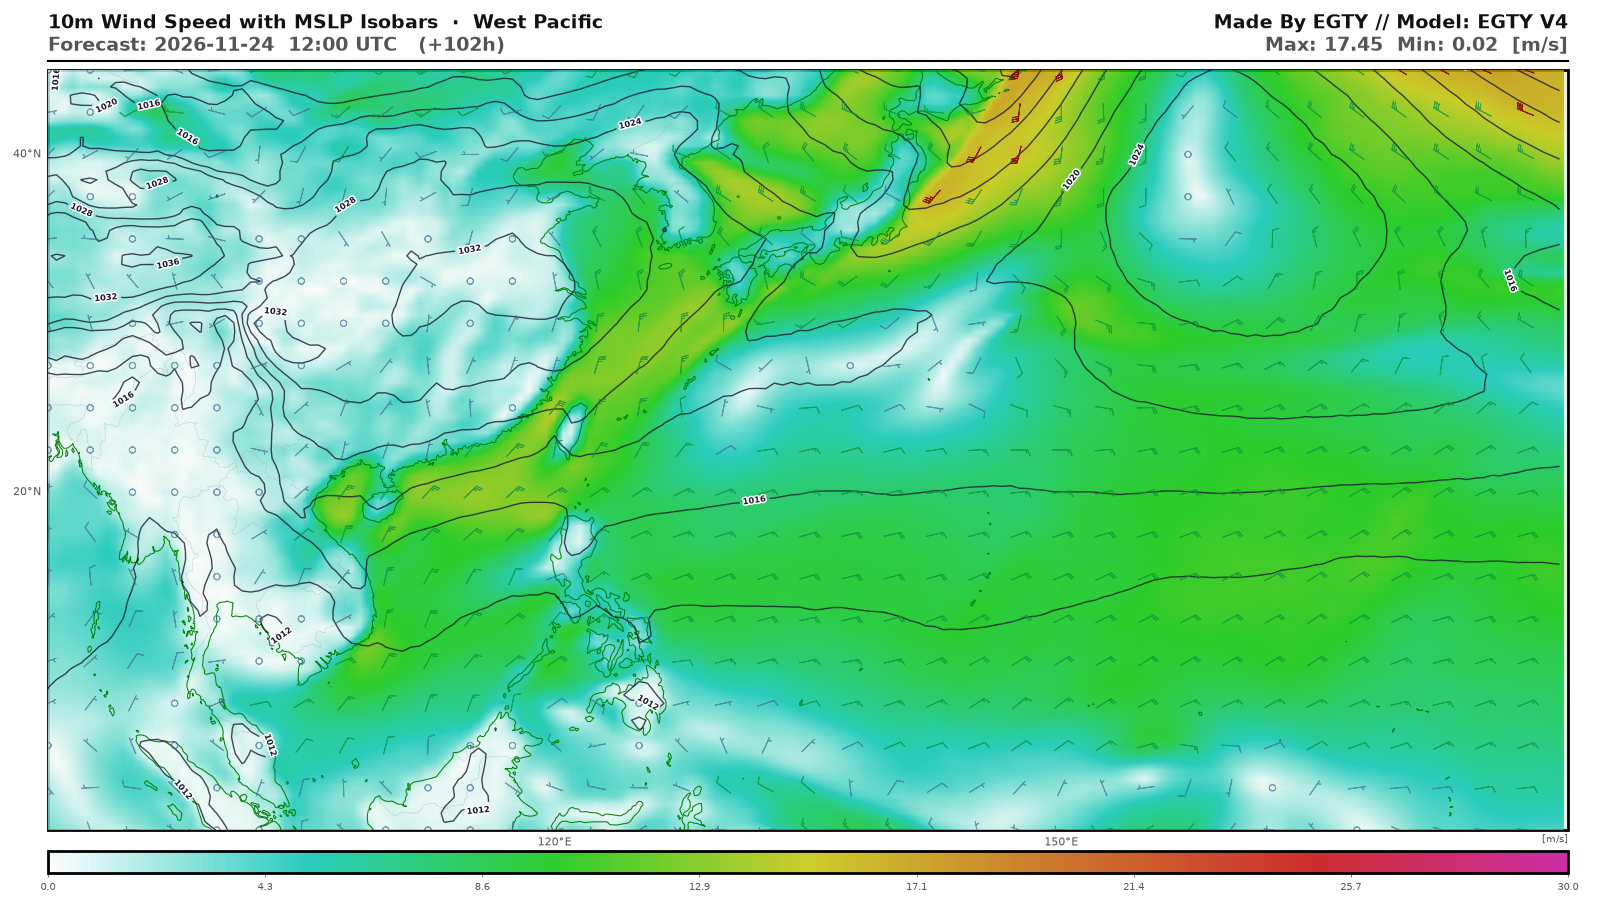 10m Wind Speed with MSLP Isobars · West Pacific
Made By EGTY // Model: EGTY V4
Forecast: 2026-11-24 12:00 UTC (+102h)
Max: 17.45 Min: 0.02 [m/s]
1016
1020
1016
1016
1024
1024
40°N
1028
1020
1028
1028
1032
1036
1016
1032
1032
1016
20°N
1016
1012
1012
1012
1012
1012
120°E
150°E
[m/s]
0.0 4.3 8.6 12.9 17.1 21.4 25.7 30.0